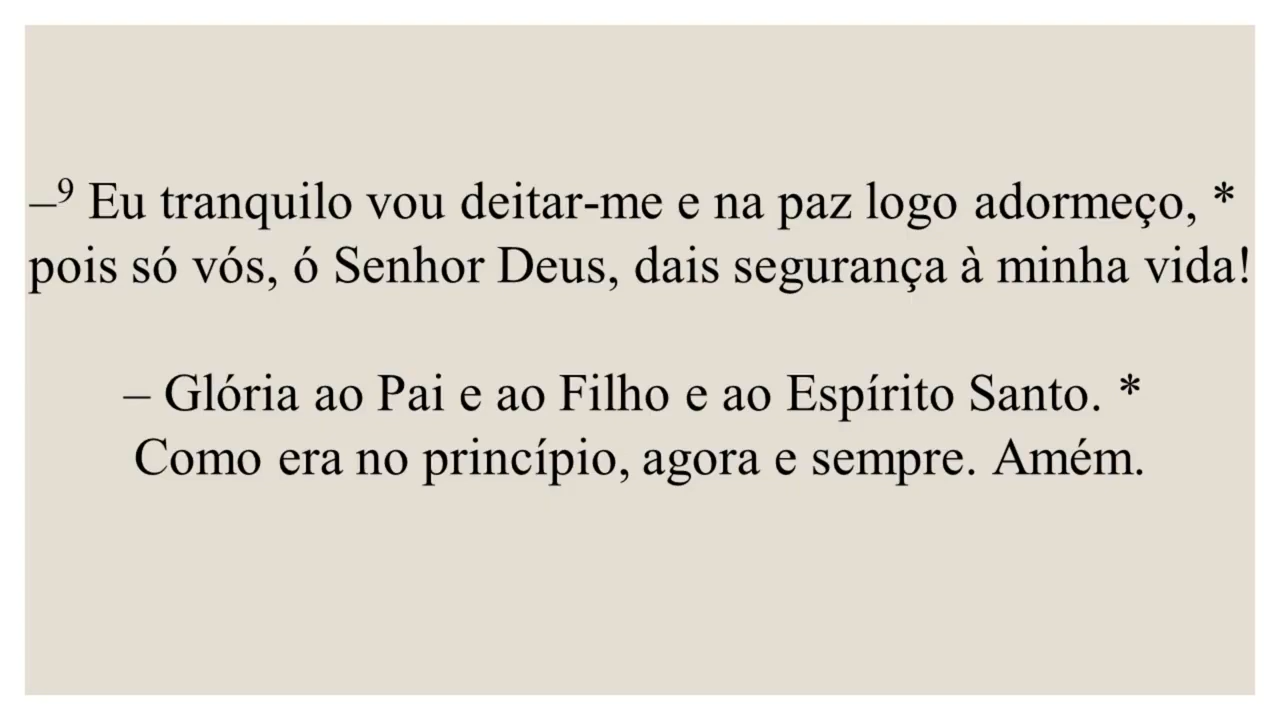 –⁹ Eu tranquilo vou deitar-me e na paz logo adormeço, *
pois só vós, ó Senhor Deus, dais segurança à minha vida!
– Glória ao Pai e ao Filho e ao Espírito Santo. *
Como era no princípio, agora e sempre. Amém.